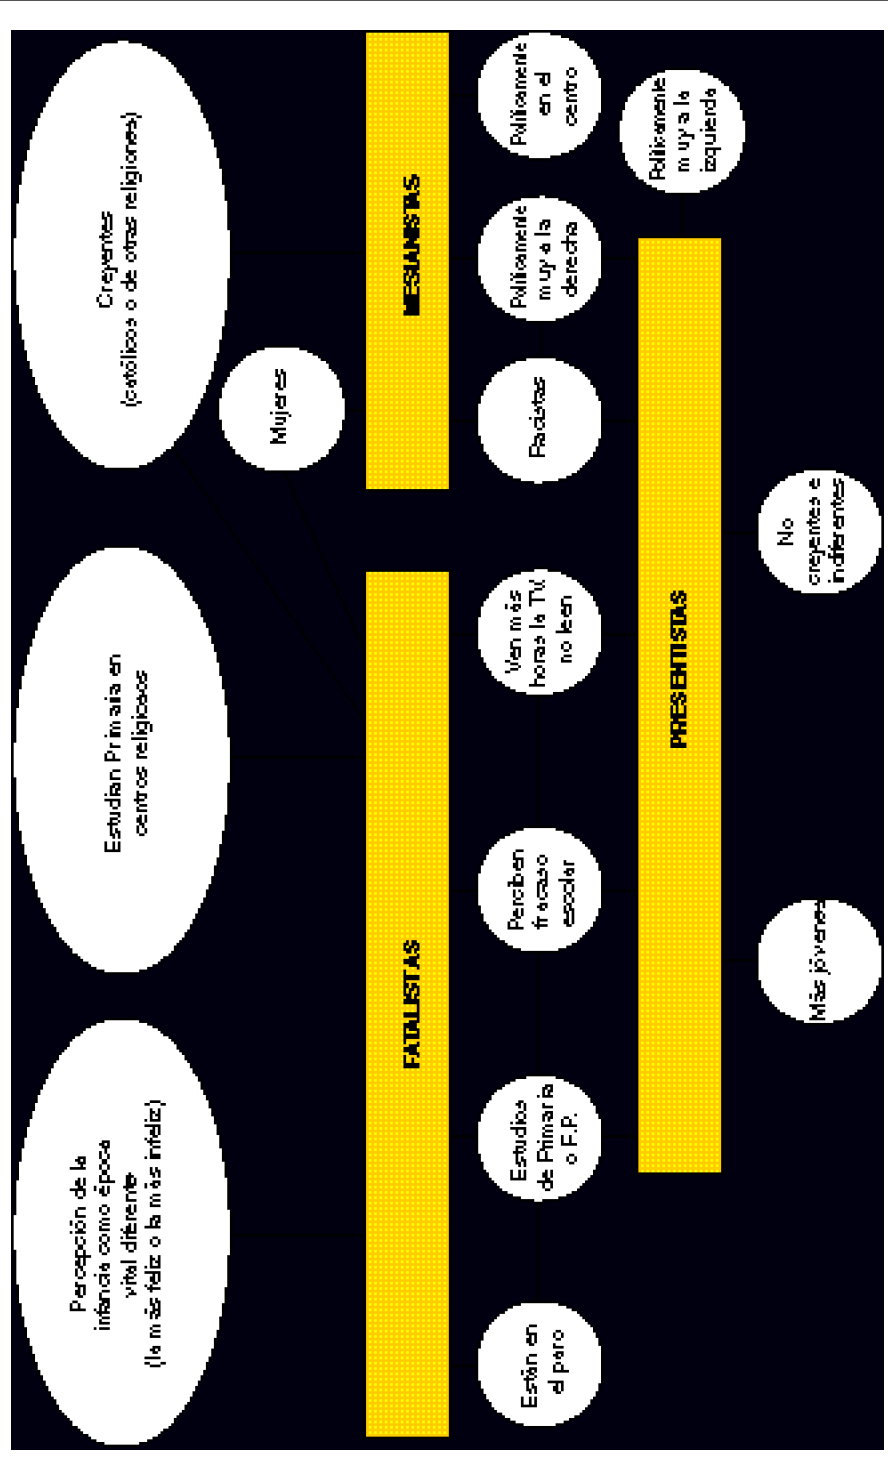 Percepción de la
infancia como época
vital diferente
(la más feliz o la más infeliz)
Estudian Primaria en
centros religiosos
Creyentes
(católicos o de otras religiones)
Mujeres
FATALISTAS
MESIANISTAS
Están en
el paro
Estudios
de Primaria
o F.P.
Perciben
fracaso
escolar
Ven más
horas la TV.
no leen
Racistas
Políticamente
muy a la
derecha
Políticamente
en el
centro
Políticamente
muy a la
izquierda
PRESENTISTAS
Más jóvenes
No
creyentes e
indiferentes